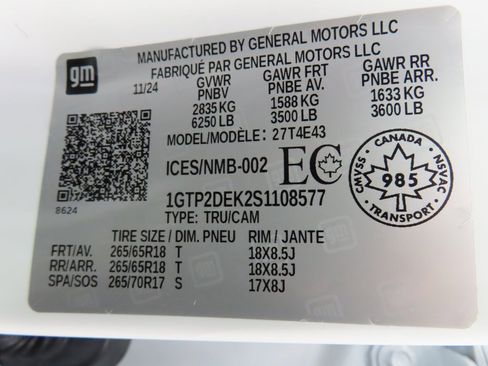 gm
MANUFACTURED BY GENERAL MOTORS LLC
FABRIQUÉ PAR GENERAL MOTORS LLC
11/24
GVWR GAWR FRT GAWR RR
PNBV PNBE AV. PNBE ARR.
2835 KG 1588 KG 1633 KG
6250 LB 3500 LB 3600 LB
MODEL/MODÈLE: 27T4E43
ICES/NMB-002 EC
CANADA
CMVSS NSVAC
985
TRANSPORT
8624
1GTP2DEK2S1108577
TYPE: TRU/CAM
TIRE SIZE / DIM. PNEU RIM / JANTE
FRT/AV. 265/65R18 T 18X8.5J
RR/ARR. 265/65R18 T 18X8.5J
SPA/SOS 265/70R17 S 17X8J